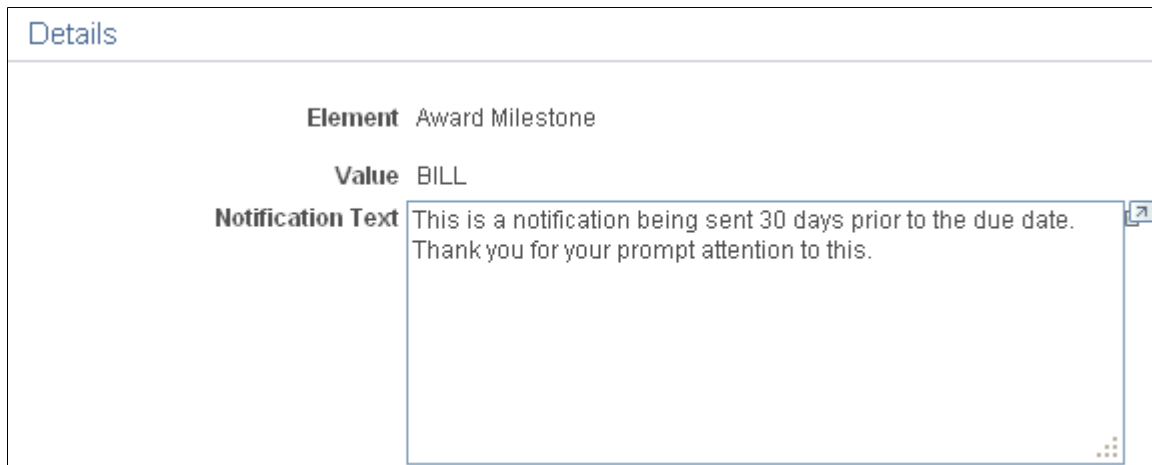 Details
Element Award Milestone
Value BILL
Notification Text This is a notification being sent 30 days prior to the due date.
Thank you for your prompt attention to this.